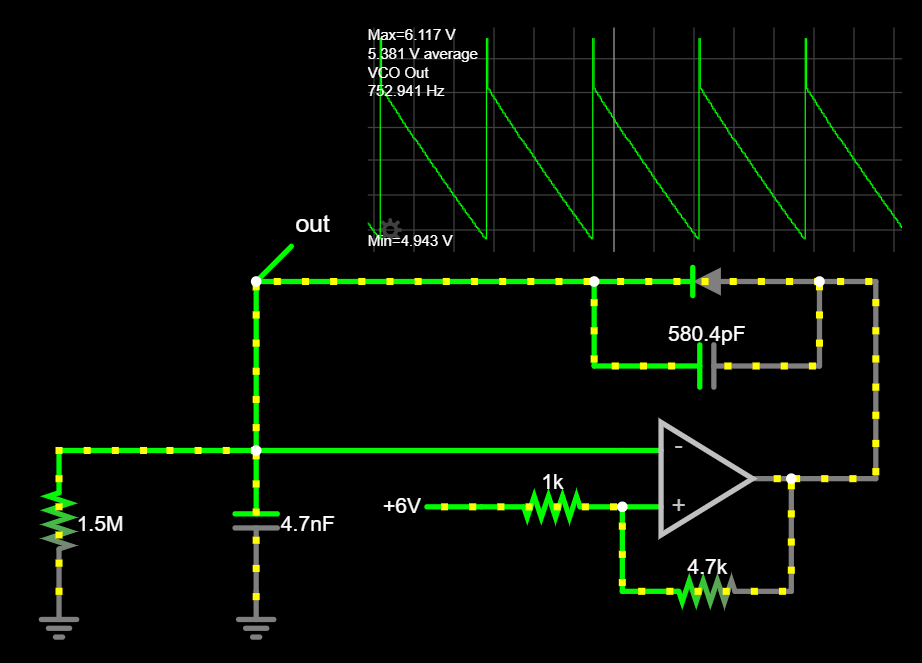 Max=6.117 V
5.381 V average
VCO Out
752.941 Hz
Min=4.943 V
out
580.4pF
-
1k
+6V
+
1.5M
4.7nF
4.7k